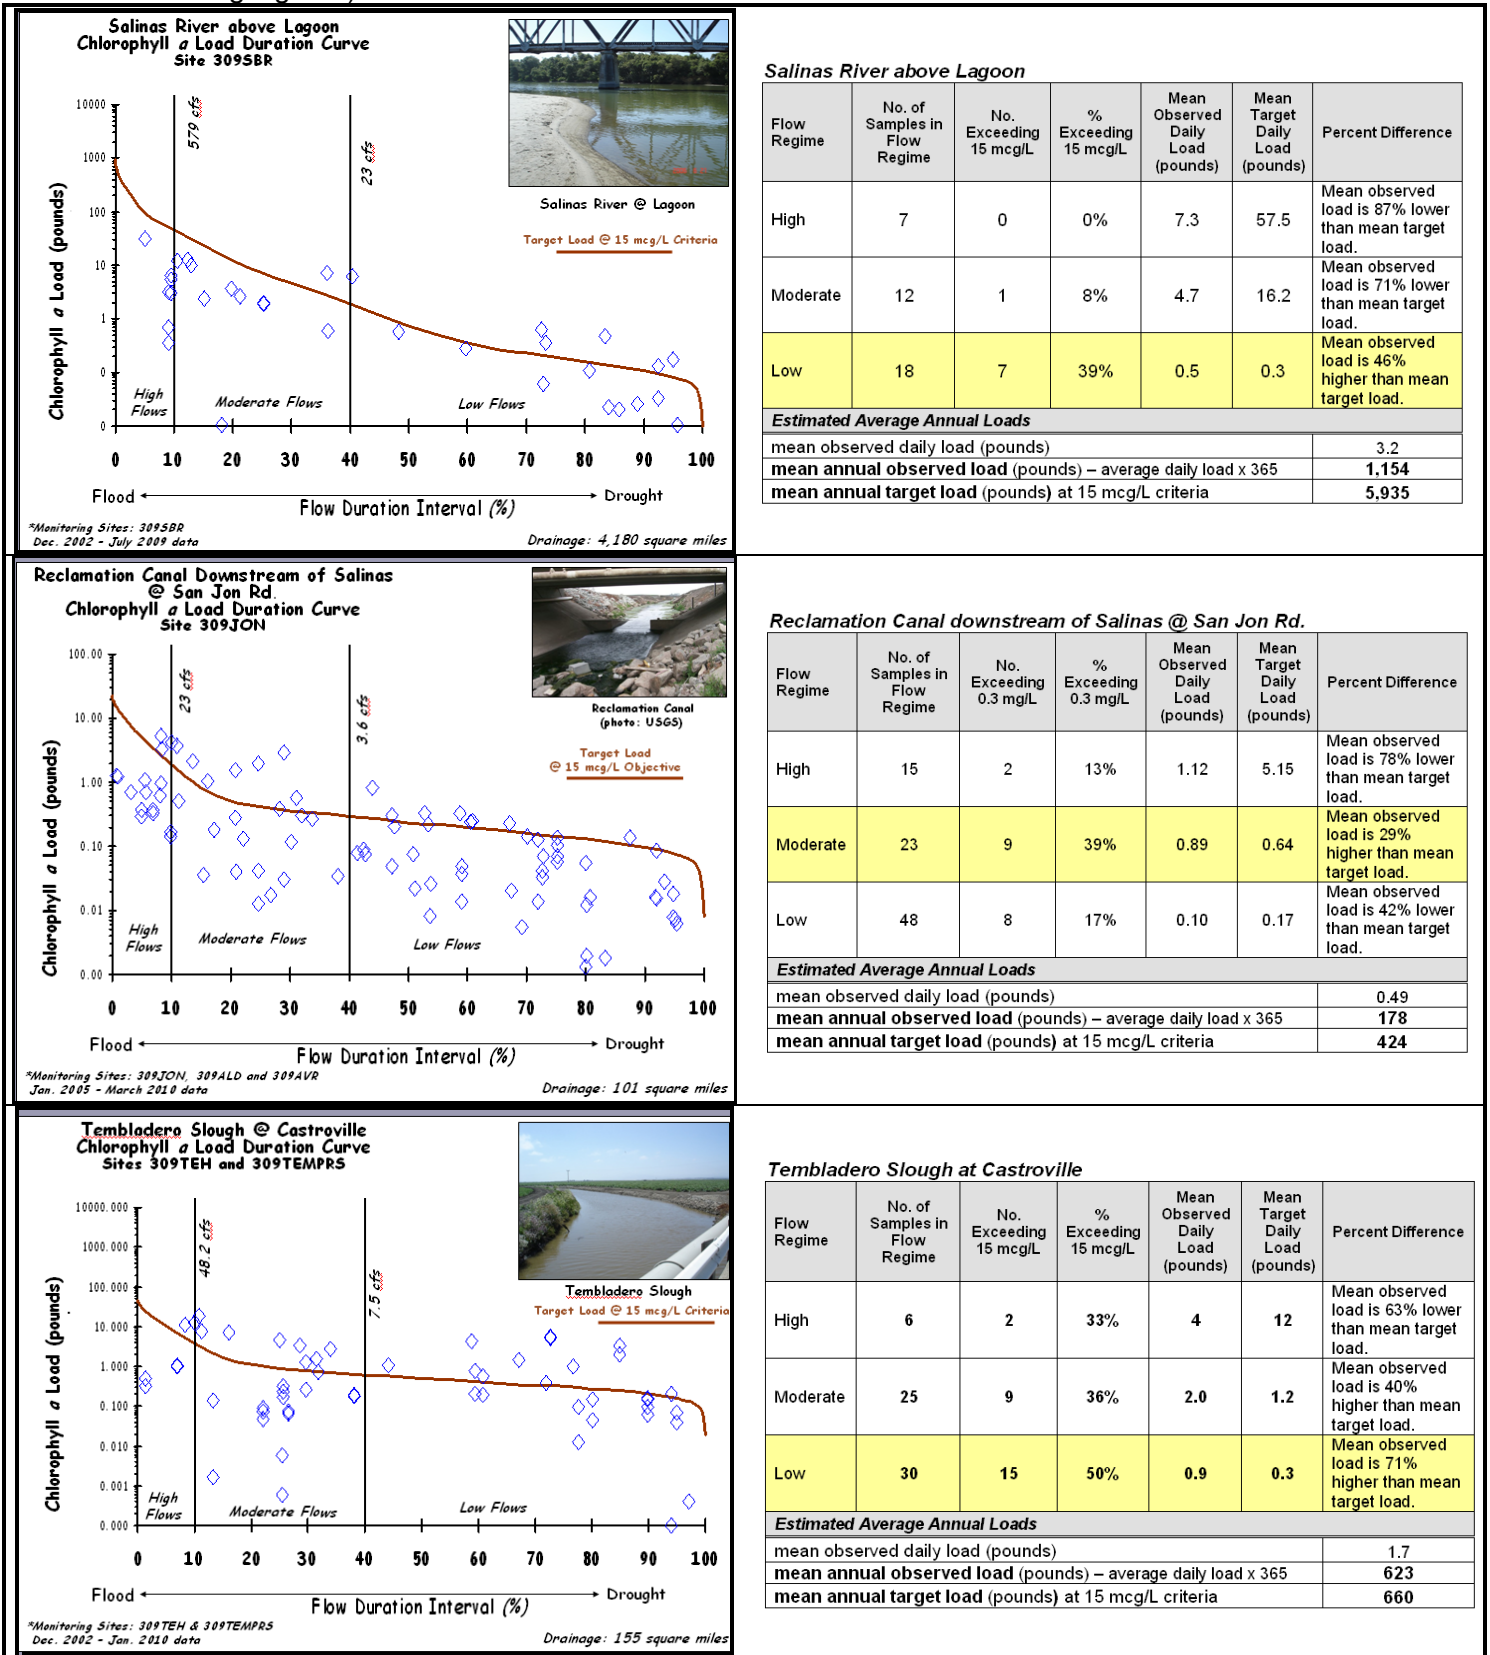 Salinas River above Lagoon
Chlorophyll a Load Duration Curve
Site 309SBR
579 cfs
23 cfs
Salinas River @ Lagoon
Target Load @ 15 mcg/L Criteria
Chlorophyll a Load (pounds)
10000
1000
100
10
1
0
0
High Flows
Moderate Flows
Low Flows
0 10 20 30 40 50 60 70 80 90 100
Flood Drought
Flow Duration Interval (%)
*Monitoring Sites: 309SBR
Dec. 2002 - July 2009 data
Drainage: 4,180 square miles
Salinas River above Lagoon
Flow Regime | No. of Samples in Flow Regime | No. Exceeding 15 mcg/L | % Exceeding 15 mcg/L | Mean Observed Daily Load (pounds) | Mean Target Daily Load (pounds) | Percent Difference
High | 7 | 0 | 0% | 7.3 | 57.5 | Mean observed load is 87% lower than mean target load.
Moderate | 12 | 1 | 8% | 4.7 | 16.2 | Mean observed load is 71% lower than mean target load.
Low | 18 | 7 | 39% | 0.5 | 0.3 | Mean observed load is 46% higher than mean target load.
Estimated Average Annual Loads
mean observed daily load (pounds) | 3.2
mean annual observed load (pounds) – average daily load x 365 | 1,154
mean annual target load (pounds) at 15 mcg/L criteria | 5,935
Reclamation Canal Downstream of Salinas
@ San Jon Rd.
Chlorophyll a Load Duration Curve
Site 309JON
23 cfs
3.6 cfs
Reclamation Canal
(photo: USGS)
Target Load
@ 15 mcg/L Objective
Chlorophyll a Load (pounds)
100.00
10.00
1.00
0.10
0.01
0.00
High Flows
Moderate Flows
Low Flows
0 10 20 30 40 50 60 70 80 90 100
Flood Drought
Flow Duration Interval (%)
*Monitoring Sites: 309JON, 309ALD and 309AVR
Jan. 2005 - March 2010 data
Drainage: 101 square miles
Reclamation Canal downstream of Salinas @ San Jon Rd.
Flow Regime | No. of Samples in Flow Regime | No. Exceeding 0.3 mg/L | % Exceeding 0.3 mg/L | Mean Observed Daily Load (pounds) | Mean Target Daily Load (pounds) | Percent Difference
High | 15 | 2 | 13% | 1.12 | 5.15 | Mean observed load is 78% lower than mean target load.
Moderate | 23 | 9 | 39% | 0.89 | 0.64 | Mean observed load is 29% higher than mean target load.
Low | 48 | 8 | 17% | 0.10 | 0.17 | Mean observed load is 42% lower than mean target load.
Estimated Average Annual Loads
mean observed daily load (pounds) | 0.49
mean annual observed load (pounds) – average daily load x 365 | 178
mean annual target load (pounds) at 15 mcg/L criteria | 424
Tembladero Slough @ Castroville
Chlorophyll a Load Duration Curve
Sites 309TEH and 309TEMPRS
48.2 cfs
7.5 cfs
Tembladero Slough
Target Load @ 15 mcg/L Criteria
Chlorophyll a Load (pounds)
10000.000
1000.000
100.000
10.000
1.000
0.100
0.010
0.001
0.000
High Flows
Moderate Flows
Low Flows
0 10 20 30 40 50 60 70 80 90 100
Flood Drought
Flow Duration Interval (%)
*Monitoring Sites: 309TEH & 309TEMPRS
Dec. 2002 - Jan. 2010 data
Drainage: 155 square miles
Tembladero Slough at Castroville
Flow Regime | No. of Samples in Flow Regime | No. Exceeding 15 mcg/L | % Exceeding 15 mcg/L | Mean Observed Daily Load (pounds) | Mean Target Daily Load (pounds) | Percent Difference
High | 6 | 2 | 33% | 4 | 12 | Mean observed load is 63% lower than mean target load.
Moderate | 25 | 9 | 36% | 2.0 | 1.2 | Mean observed load is 40% higher than mean target load.
Low | 30 | 15 | 50% | 0.9 | 0.3 | Mean observed load is 71% higher than mean target load.
Estimated Average Annual Loads
mean observed daily load (pounds) | 1.7
mean annual observed load (pounds) – average daily load x 365 | 623
mean annual target load (pounds) at 15 mcg/L criteria | 660